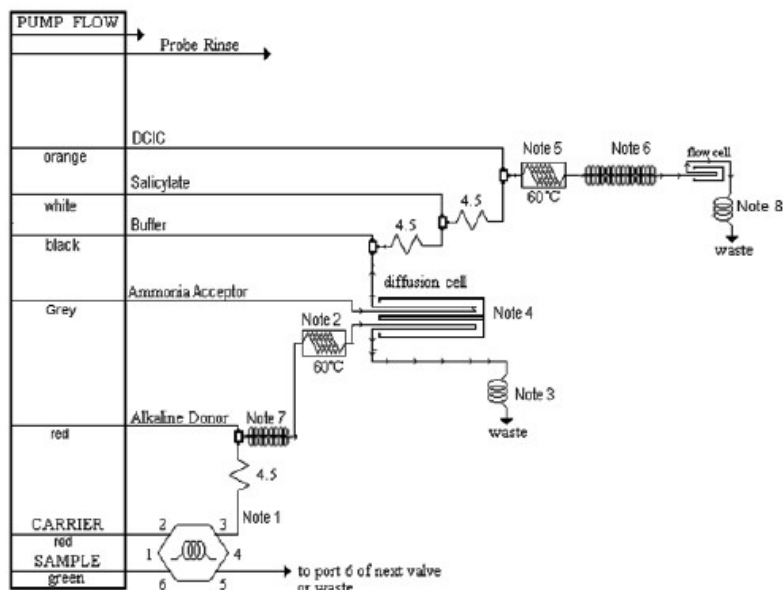 PUMP FLOW
Probe Rinse
DCIC
orange
Note 5
Note 6
flow cell
60°C
Note 8
waste
Salicylate
white
4.5
4.5
Buffer
black
diffusion cell
Ammonia Acceptor
Grey
Note 2
Note 4
60°C
Note 3
waste
Alkaline Donor
Note 7
red
4.5
Note 1
CARRIER
red
2 3
1 4
SAMPLE
green
6 5
to port 6 of next valve
or waste